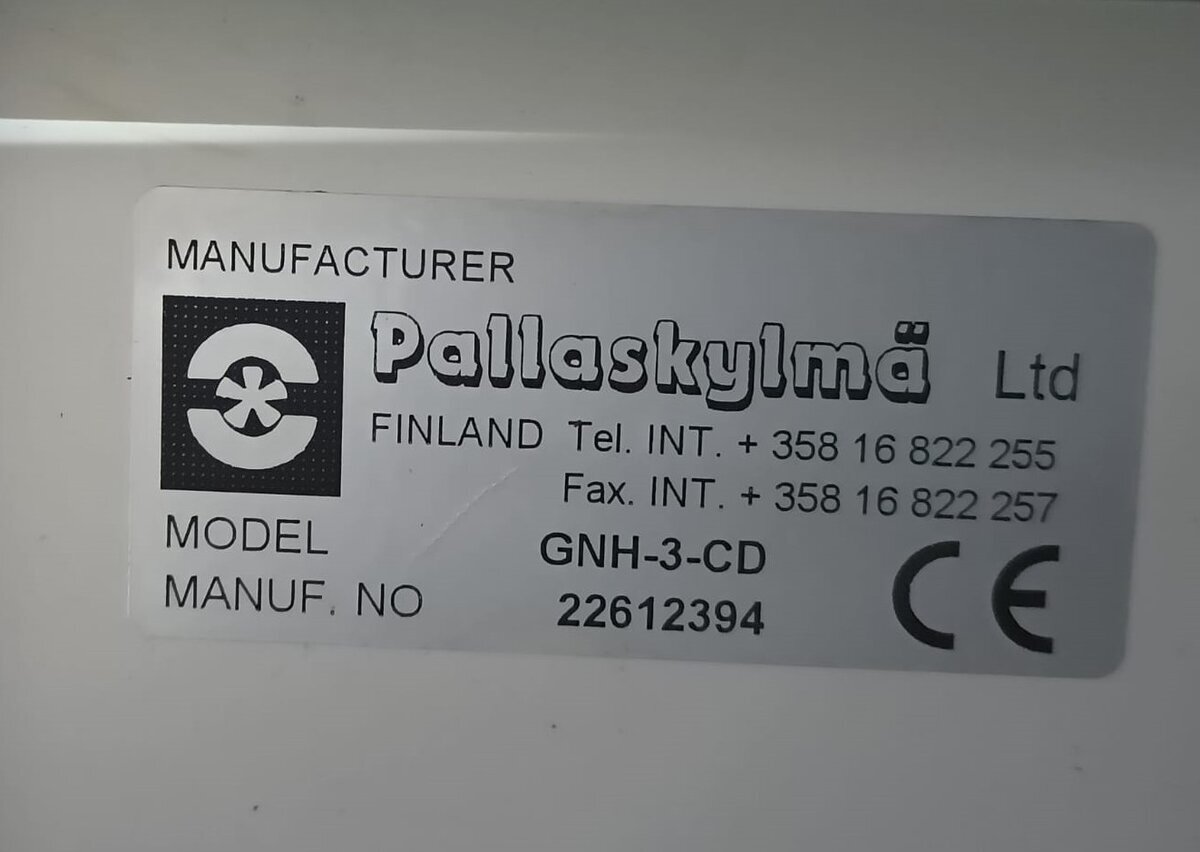 MANUFACTURER
Pallaskylmä Ltd
FINLAND Tel. INT. + 358 16 822 255
Fax. INT. + 358 16 822 257
MODEL GNH-3-CD
MANUF. NO 22612394
CE